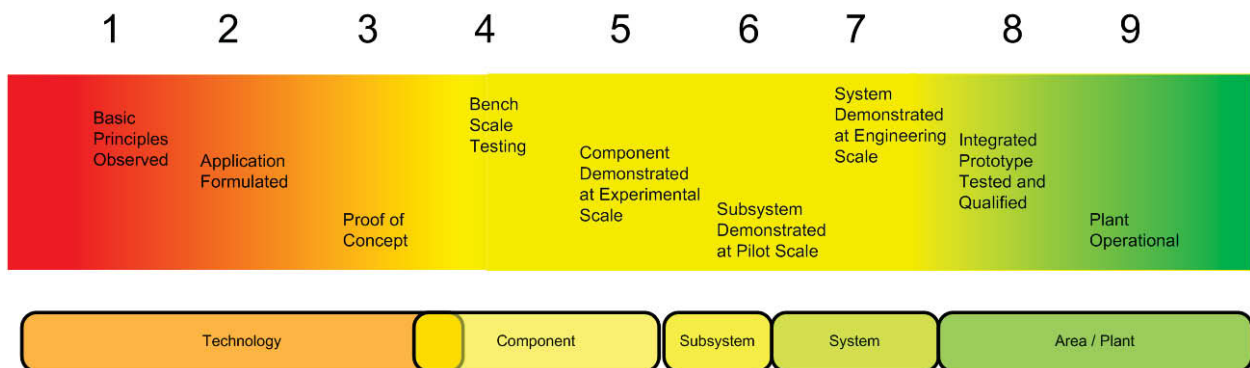 1 2 3 4 5 6 7 8 9
Basic
Principles
Observed
Application
Formulated
Proof of
Concept
Bench
Scale
Testing
Component
Demonstrated
at Experimental
Scale
Subsystem
Demonstrated
at Pilot Scale
System
Demonstrated
at Engineering
Scale
Integrated
Prototype
Tested and
Qualified
Plant
Operational
Technology Component Subsystem System Area / Plant